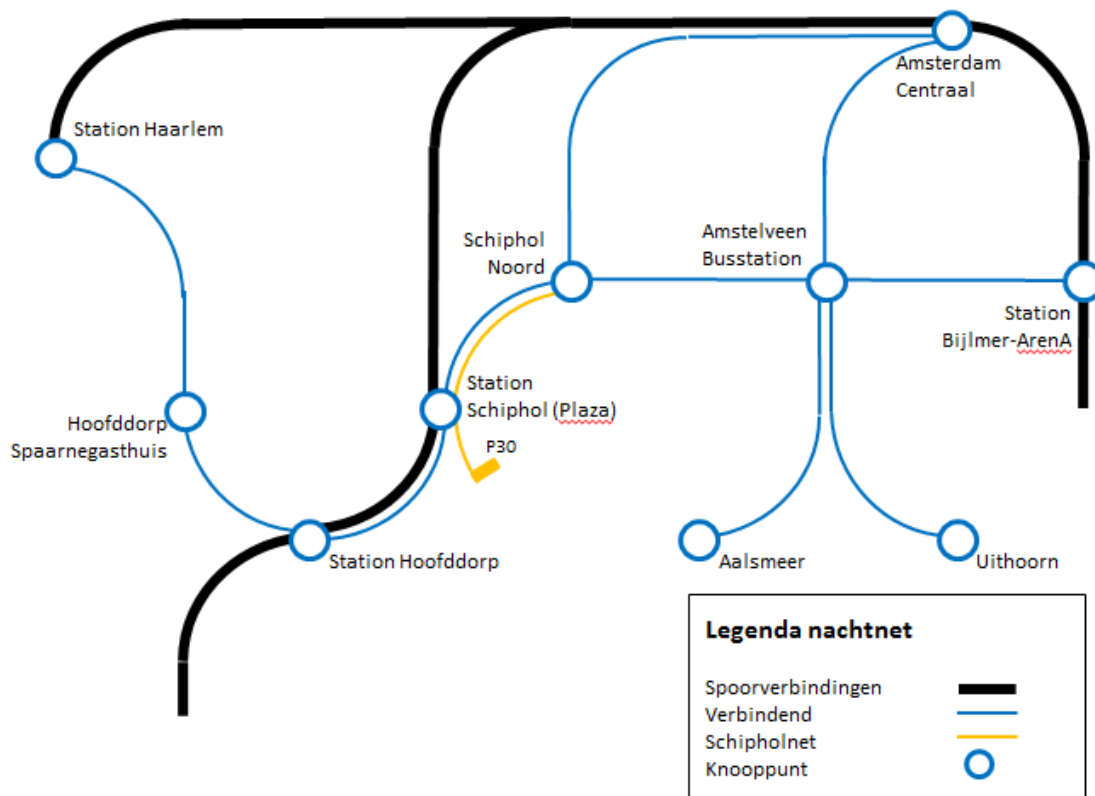 Amsterdam
Centraal
Station Haarlem
Schiphol
Noord
Amstelveen
Busstation
Station
Bijlmer-ArenA
Station
Schiphol (Plaza)
Hoofddorp
Spaarnegasthuis
P30
Station Hoofddorp
Aalsmeer
Uithoorn
Legenda nachtnet
Spoorverbindingen
Verbindend
Schipholnet
Knooppunt